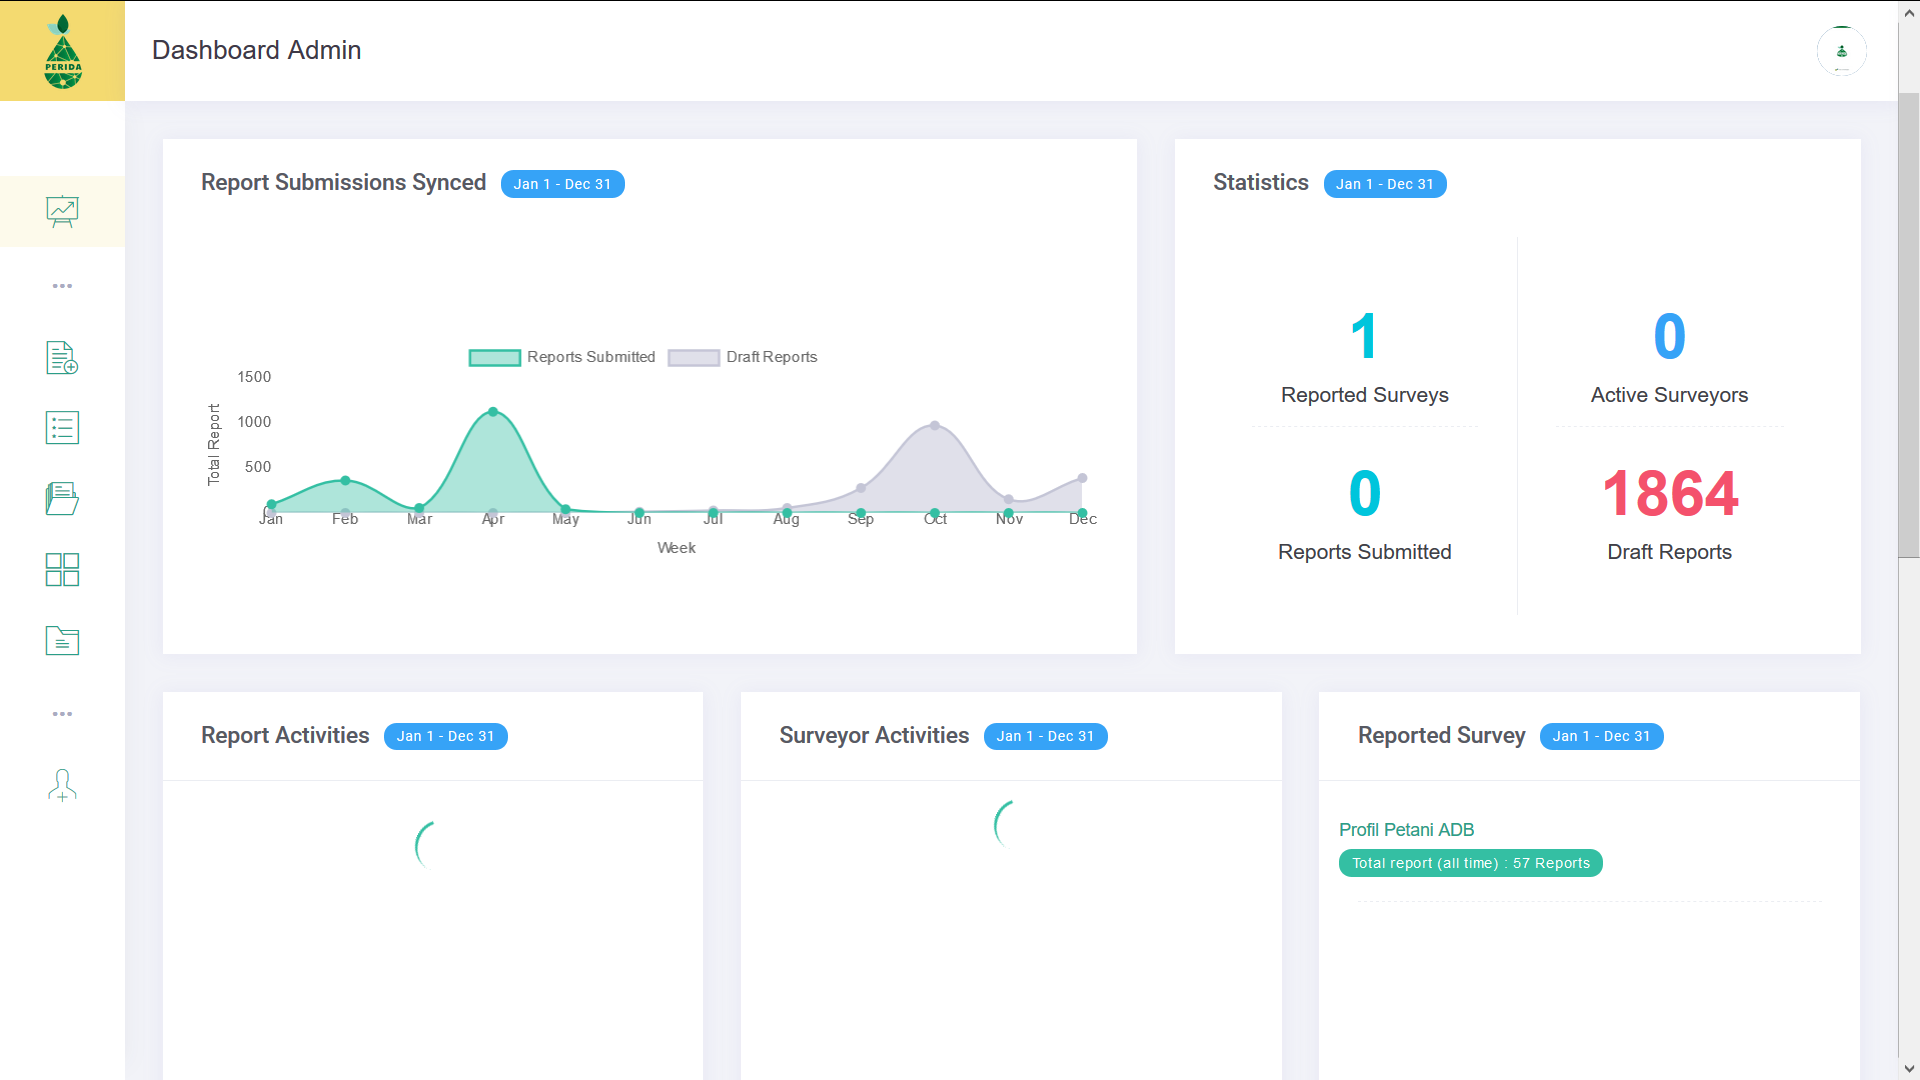 PERIDA
Dashboard Admin
Report Submissions Synced Jan 1 - Dec 31
Reports Submitted Draft Reports
1500
1000
500
0
Total Report
Jan Feb Mar Apr May Jun Jul Aug Sep Oct Nov Dec
Week
Statistics Jan 1 - Dec 31
1
Reported Surveys
0
Active Surveyors
0
Reports Submitted
1864
Draft Reports
Report Activities Jan 1 - Dec 31
Surveyor Activities Jan 1 - Dec 31
Reported Survey Jan 1 - Dec 31
Profil Petani ADB
Total report (all time) : 57 Reports